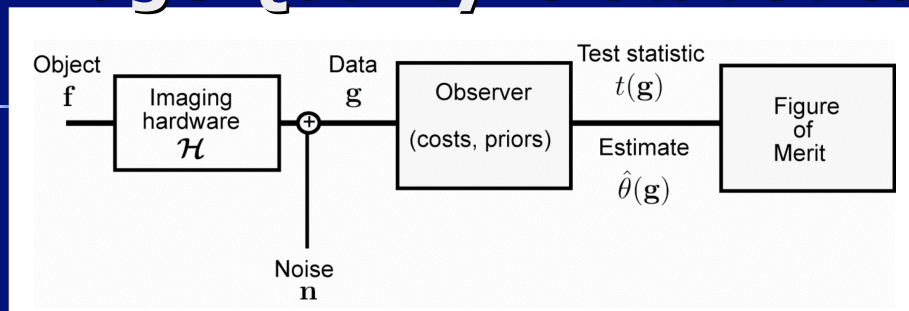 Object
f
Imaging
hardware
ℋ
+
Data
g
Noise
n
Observer
(costs, priors)
Test statistic
t(g)
Estimate
θ̂(g)
Figure
of
Merit